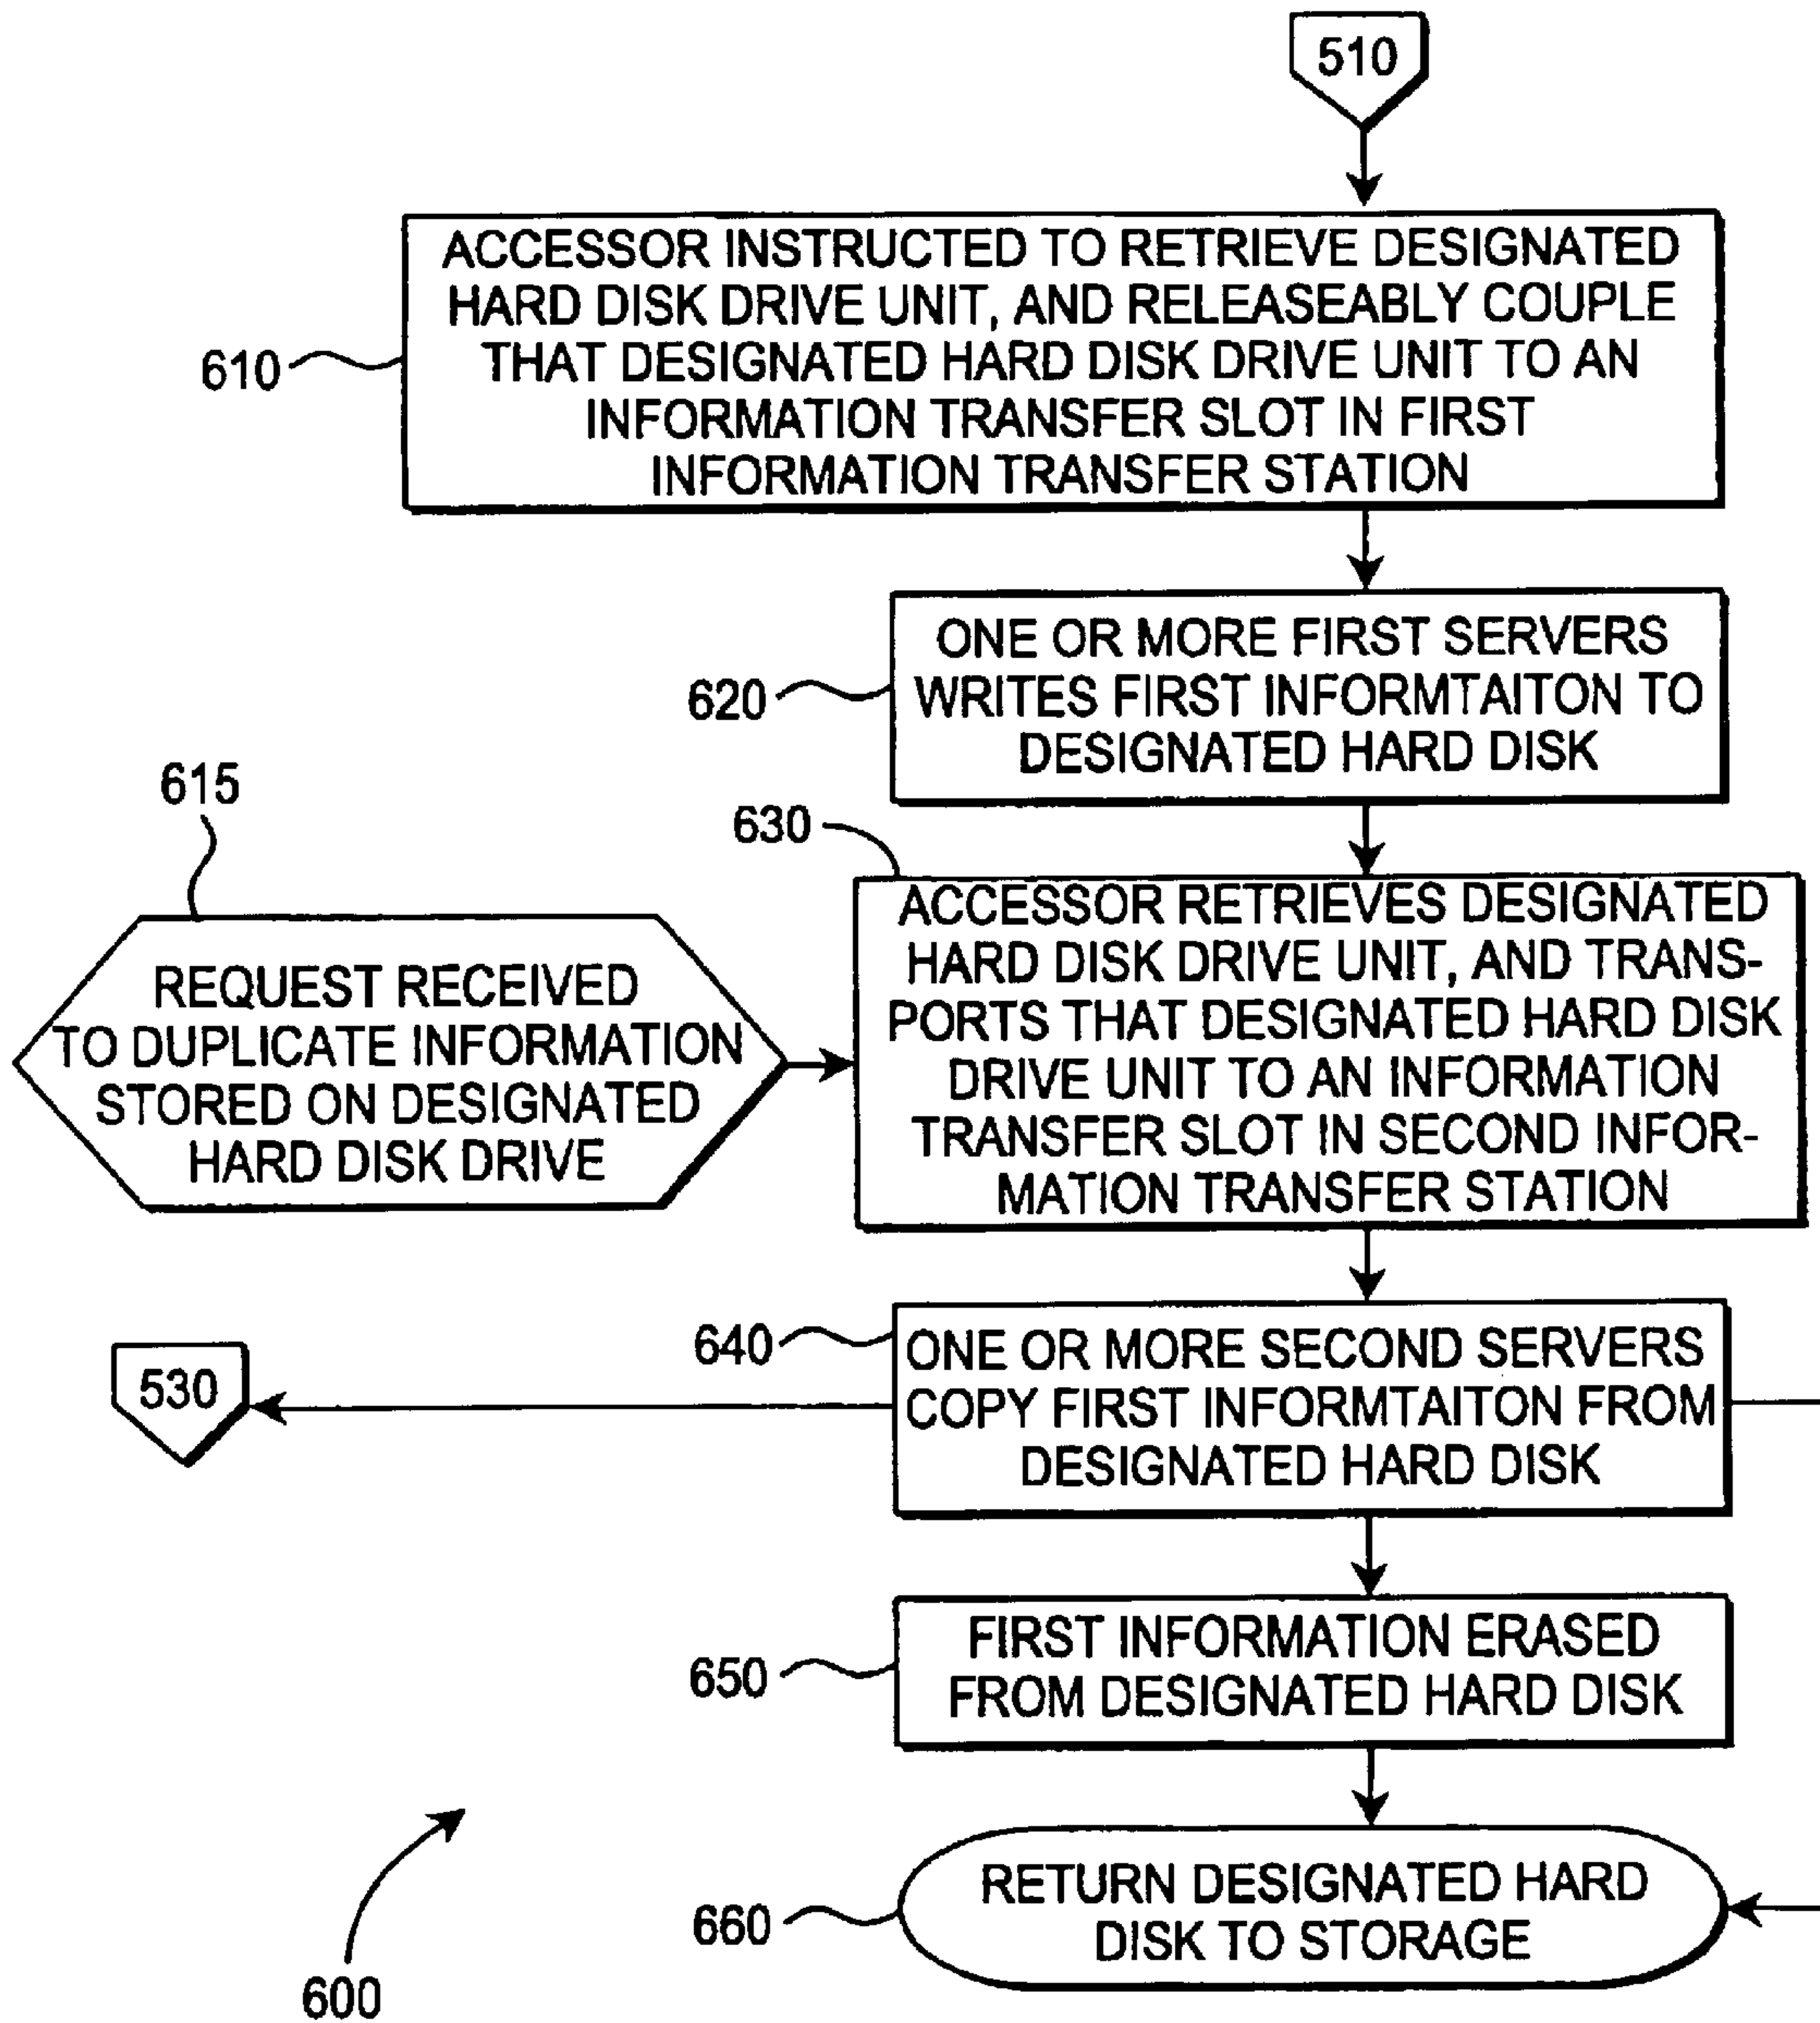 510
ACCESSOR INSTRUCTED TO RETRIEVE DESIGNATED
HARD DISK DRIVE UNIT, AND RELEASEABLY COUPLE
THAT DESIGNATED HARD DISK DRIVE UNIT TO AN
INFORMATION TRANSFER SLOT IN FIRST
INFORMATION TRANSFER STATION
610
ONE OR MORE FIRST SERVERS
WRITES FIRST INFORMTAITON TO
DESIGNATED HARD DISK
620
615
REQUEST RECEIVED
TO DUPLICATE INFORMATION
STORED ON DESIGNATED
HARD DISK DRIVE
630
ACCESSOR RETRIEVES DESIGNATED
HARD DISK DRIVE UNIT, AND TRANS-
PORTS THAT DESIGNATED HARD DISK
DRIVE UNIT TO AN INFORMATION
TRANSFER SLOT IN SECOND INFOR-
MATION TRANSFER STATION
640
ONE OR MORE SECOND SERVERS
COPY FIRST INFORMTAITON FROM
DESIGNATED HARD DISK
530
650
FIRST INFORMATION ERASED
FROM DESIGNATED HARD DISK
660
RETURN DESIGNATED HARD
DISK TO STORAGE
600